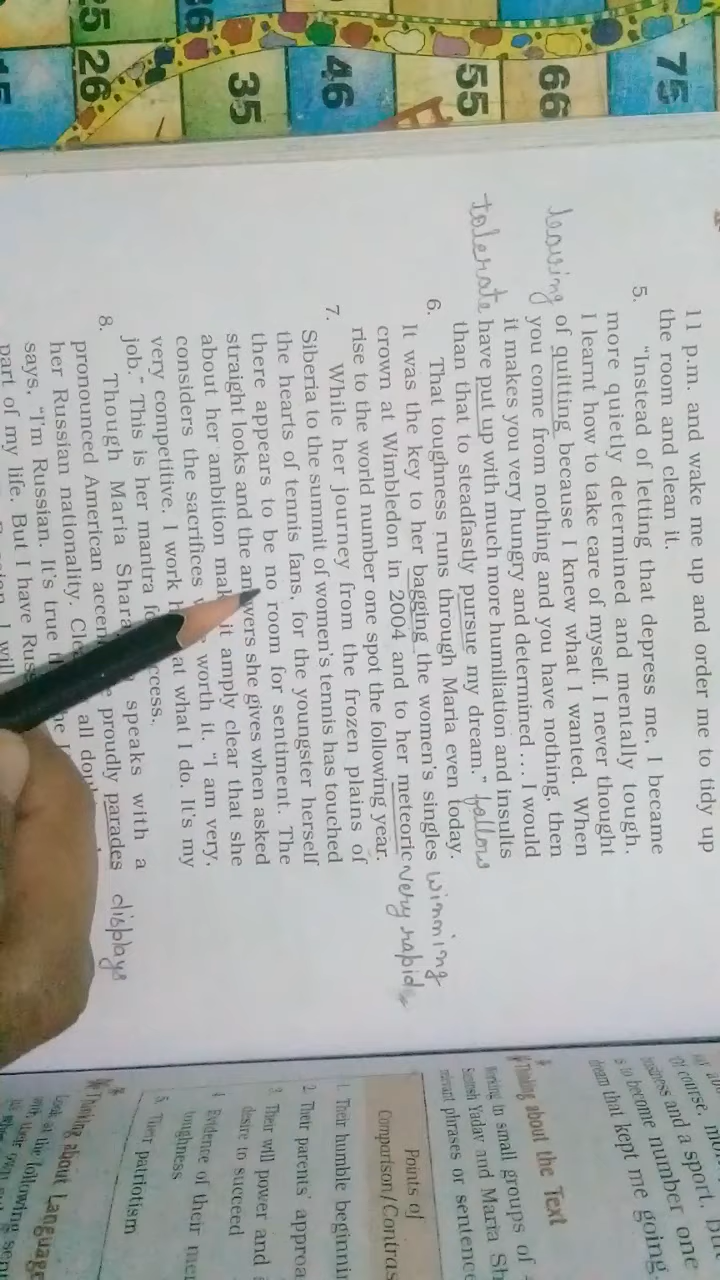 75
66
55
46
35
36
26
25
11 p.m. and wake me up and order me to tidy up
the room and clean it.
5. "Instead of letting that depress me, I became
more quietly determined and mentally tough.
I learnt how to take care of myself. I never thought
leaving of quitting because I knew what I wanted. When
you come from nothing and you have nothing, then
it makes you very hungry and determined ... I would
tolerate have put up with much more humiliation and insults
than that to steadfastly pursue my dream." follow
6. That toughness runs through Maria even today.
It was the key to her bagging the women's singles winning
crown at Wimbledon in 2004 and to her meteoric very rapid
rise to the world number one spot the following year.
7. While her journey from the frozen plains of
Siberia to the summit of women's tennis has touched
the hearts of tennis fans, for the youngster herself
there appears to be no room for sentiment. The
straight looks and the answers she gives when asked
about her ambition make it amply clear that she
considers the sacrifices worth it. "I am very,
very competitive. I work at what I do. It's my
job." This is her mantra
8. Though Maria speaks with a
pronounced American accent proudly parades displays
her Russian nationality. all
says, "I'm Russian. It's true
part of my life. But I have
I will
of course,
business and a sport. But
is to become number one
dream that kept me going
Thinking about the Text
Working in small groups of
Santosh Yadav and Maria
relevant phrases or sentence
Points of
Comparison/Contras
1. Their humble beginnin
2. Their parents' approa
3. Their will power and
desire to succeed
4. Evidence of their
toughness
5. Their patriotism
Thinking about Language
Look at the following